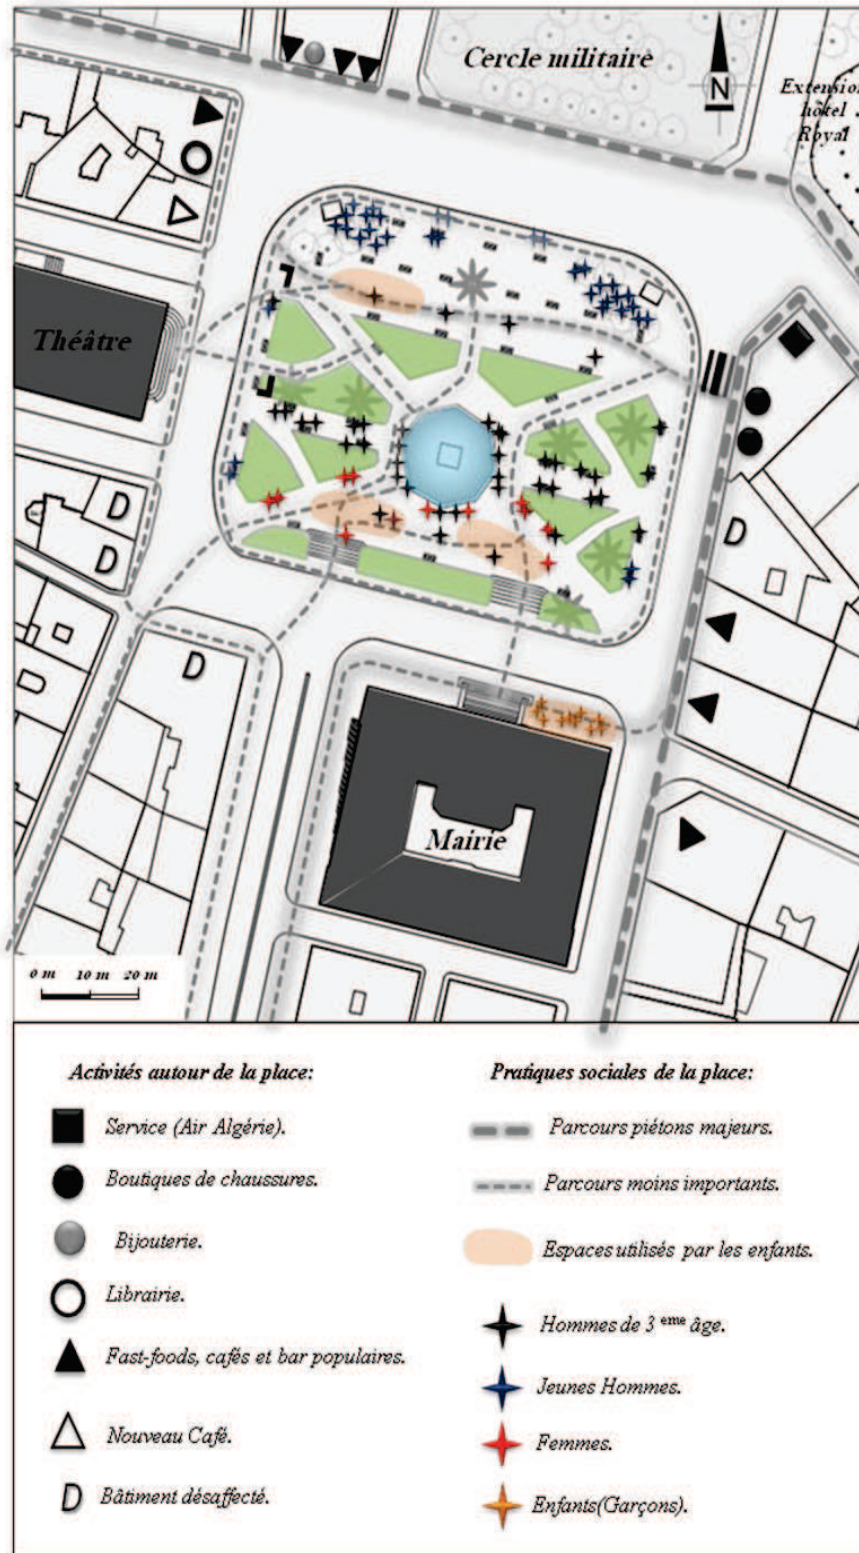 Cercle militaire
N
Extension
hôtel
Royal
Théâtre
D
D
D
D
Mairie
0 m 10 m 20 m
Activités autour de la place:
Service (Air Algérie).
Boutiques de chaussures.
Bijouterie.
Librairie.
Fast-foods, cafés et bar populaires.
Nouveau Café.
D Bâtiment désaffecté.
Pratiques sociales de la place:
Parcours piétons majeurs.
Parcours moins importants.
Espaces utilisés par les enfants.
Hommes de 3 eme âge.
Jeunes Hommes.
Femmes.
Enfants(Garçons).